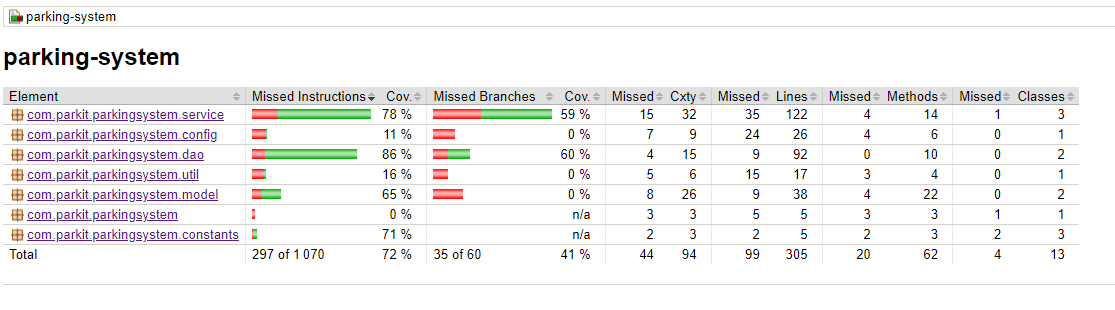 parking-system
parking-system
Element Missed Instructions Cov. Missed Branches Cov. Missed Cxty Missed Lines Missed Methods Missed Classes
com.parkit.parkingsystem.service 78 % 59 % 15 32 35 122 4 14 1 3
com.parkit.parkingsystem.config 11 % 0 % 7 9 24 26 4 6 0 1
com.parkit.parkingsystem.dao 86 % 60 % 4 15 9 92 0 10 0 2
com.parkit.parkingsystem.util 16 % 0 % 5 6 15 17 3 4 0 1
com.parkit.parkingsystem.model 65 % 0 % 8 26 9 38 4 22 0 2
com.parkit.parkingsystem 0 % n/a 3 3 5 5 3 3 1 1
com.parkit.parkingsystem.constants 71 % n/a 2 3 2 5 2 3 2 3
Total 297 of 1 070 72 % 35 of 60 41 % 44 94 99 305 20 62 4 13